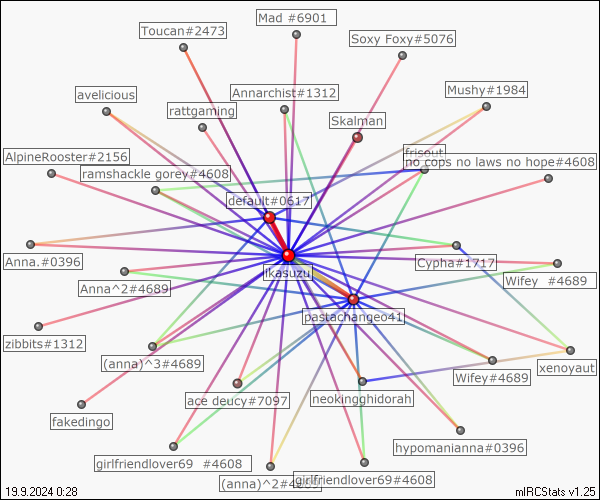 Mad #6901
Toucan#2473
Soxy Foxy#5076
avelicious
Annarchist#1312
Mushy#1984
rattgaming
Skalman
AlpineRooster#2156
frisout
no cops no laws no hope#4608
ramshackle gorey#4608
default#0617
Anna.#0396
Cypha#1717
ikasuzu
Wifey  #4689
Anna^2#4689
pastachangeo41
zibbits#1312
(anna)^3#4689
Wifey#4689
xenoyaut
ace deucy#7097
neokingghidorah
fakedingo
hypomanianna#0396
girlfriendlover69  #4608
(anna)^2#4689
girlfriendlover69#4608
19.9.2024 0:28
mIRCStats v1.25